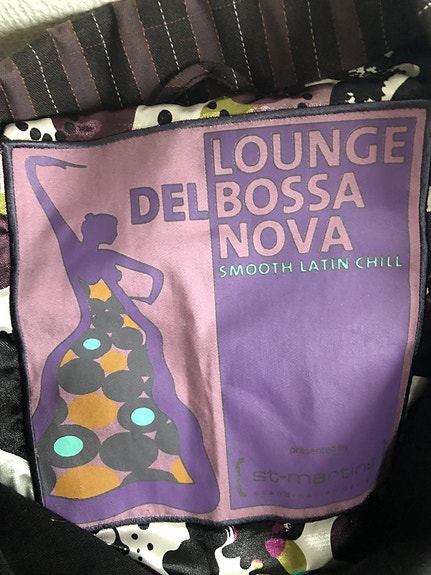 LOUNGE
DEL BOSSA
NOVA
SMOOTH LATIN CHILL
presented by
st-martins